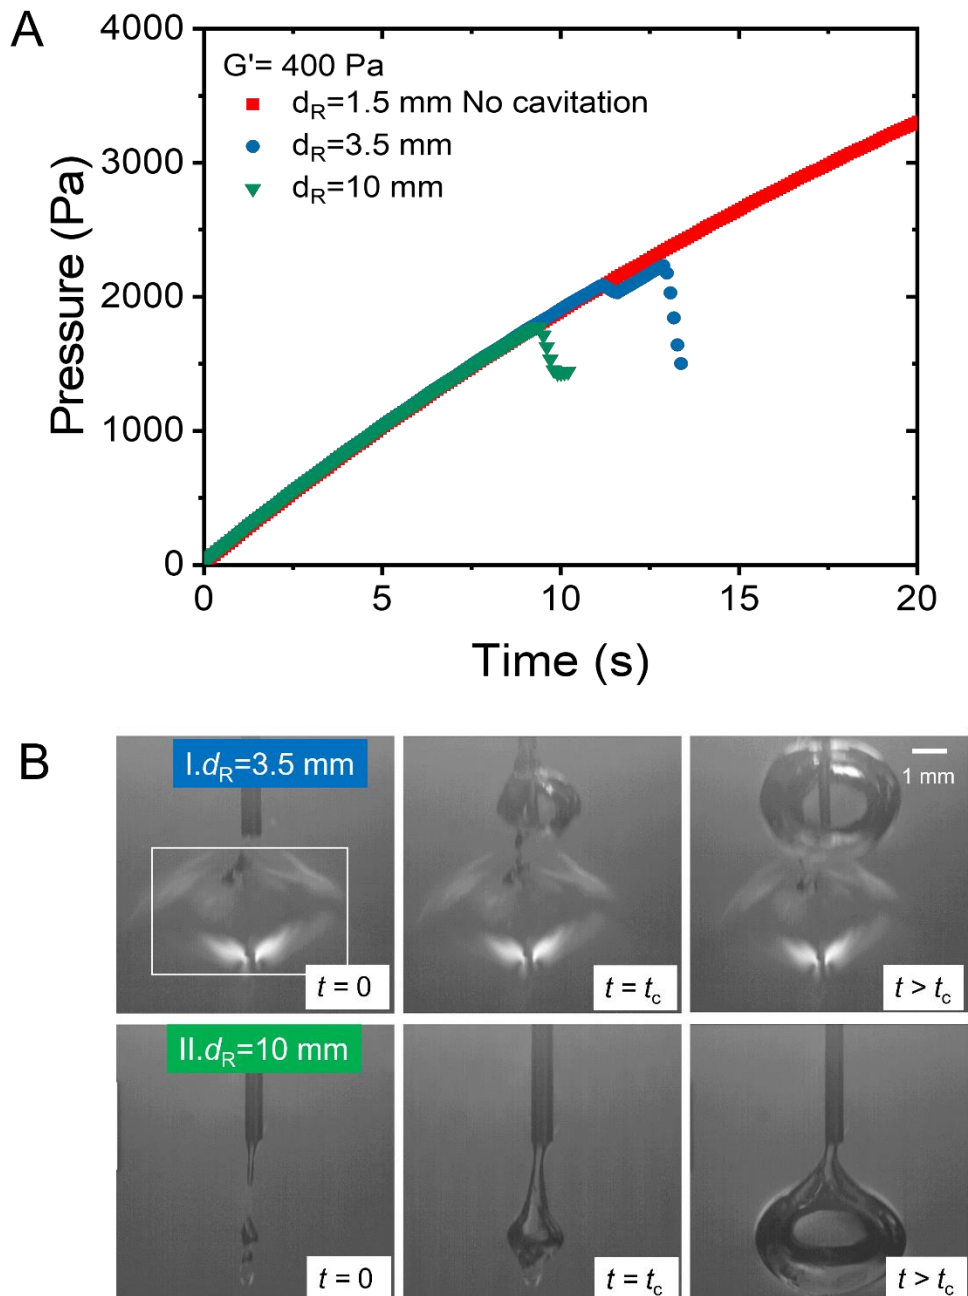 A
4000
3000
2000
1000
0
Pressure (Pa)
G'= 400 Pa
dR=1.5 mm No cavitation
dR=3.5 mm
dR=10 mm
0 5 10 15 20
Time (s)
B
I.dR=3.5 mm
1 mm
t = 0
t = tc
t > tc
II.dR=10 mm
t = 0
t = tc
t > tc